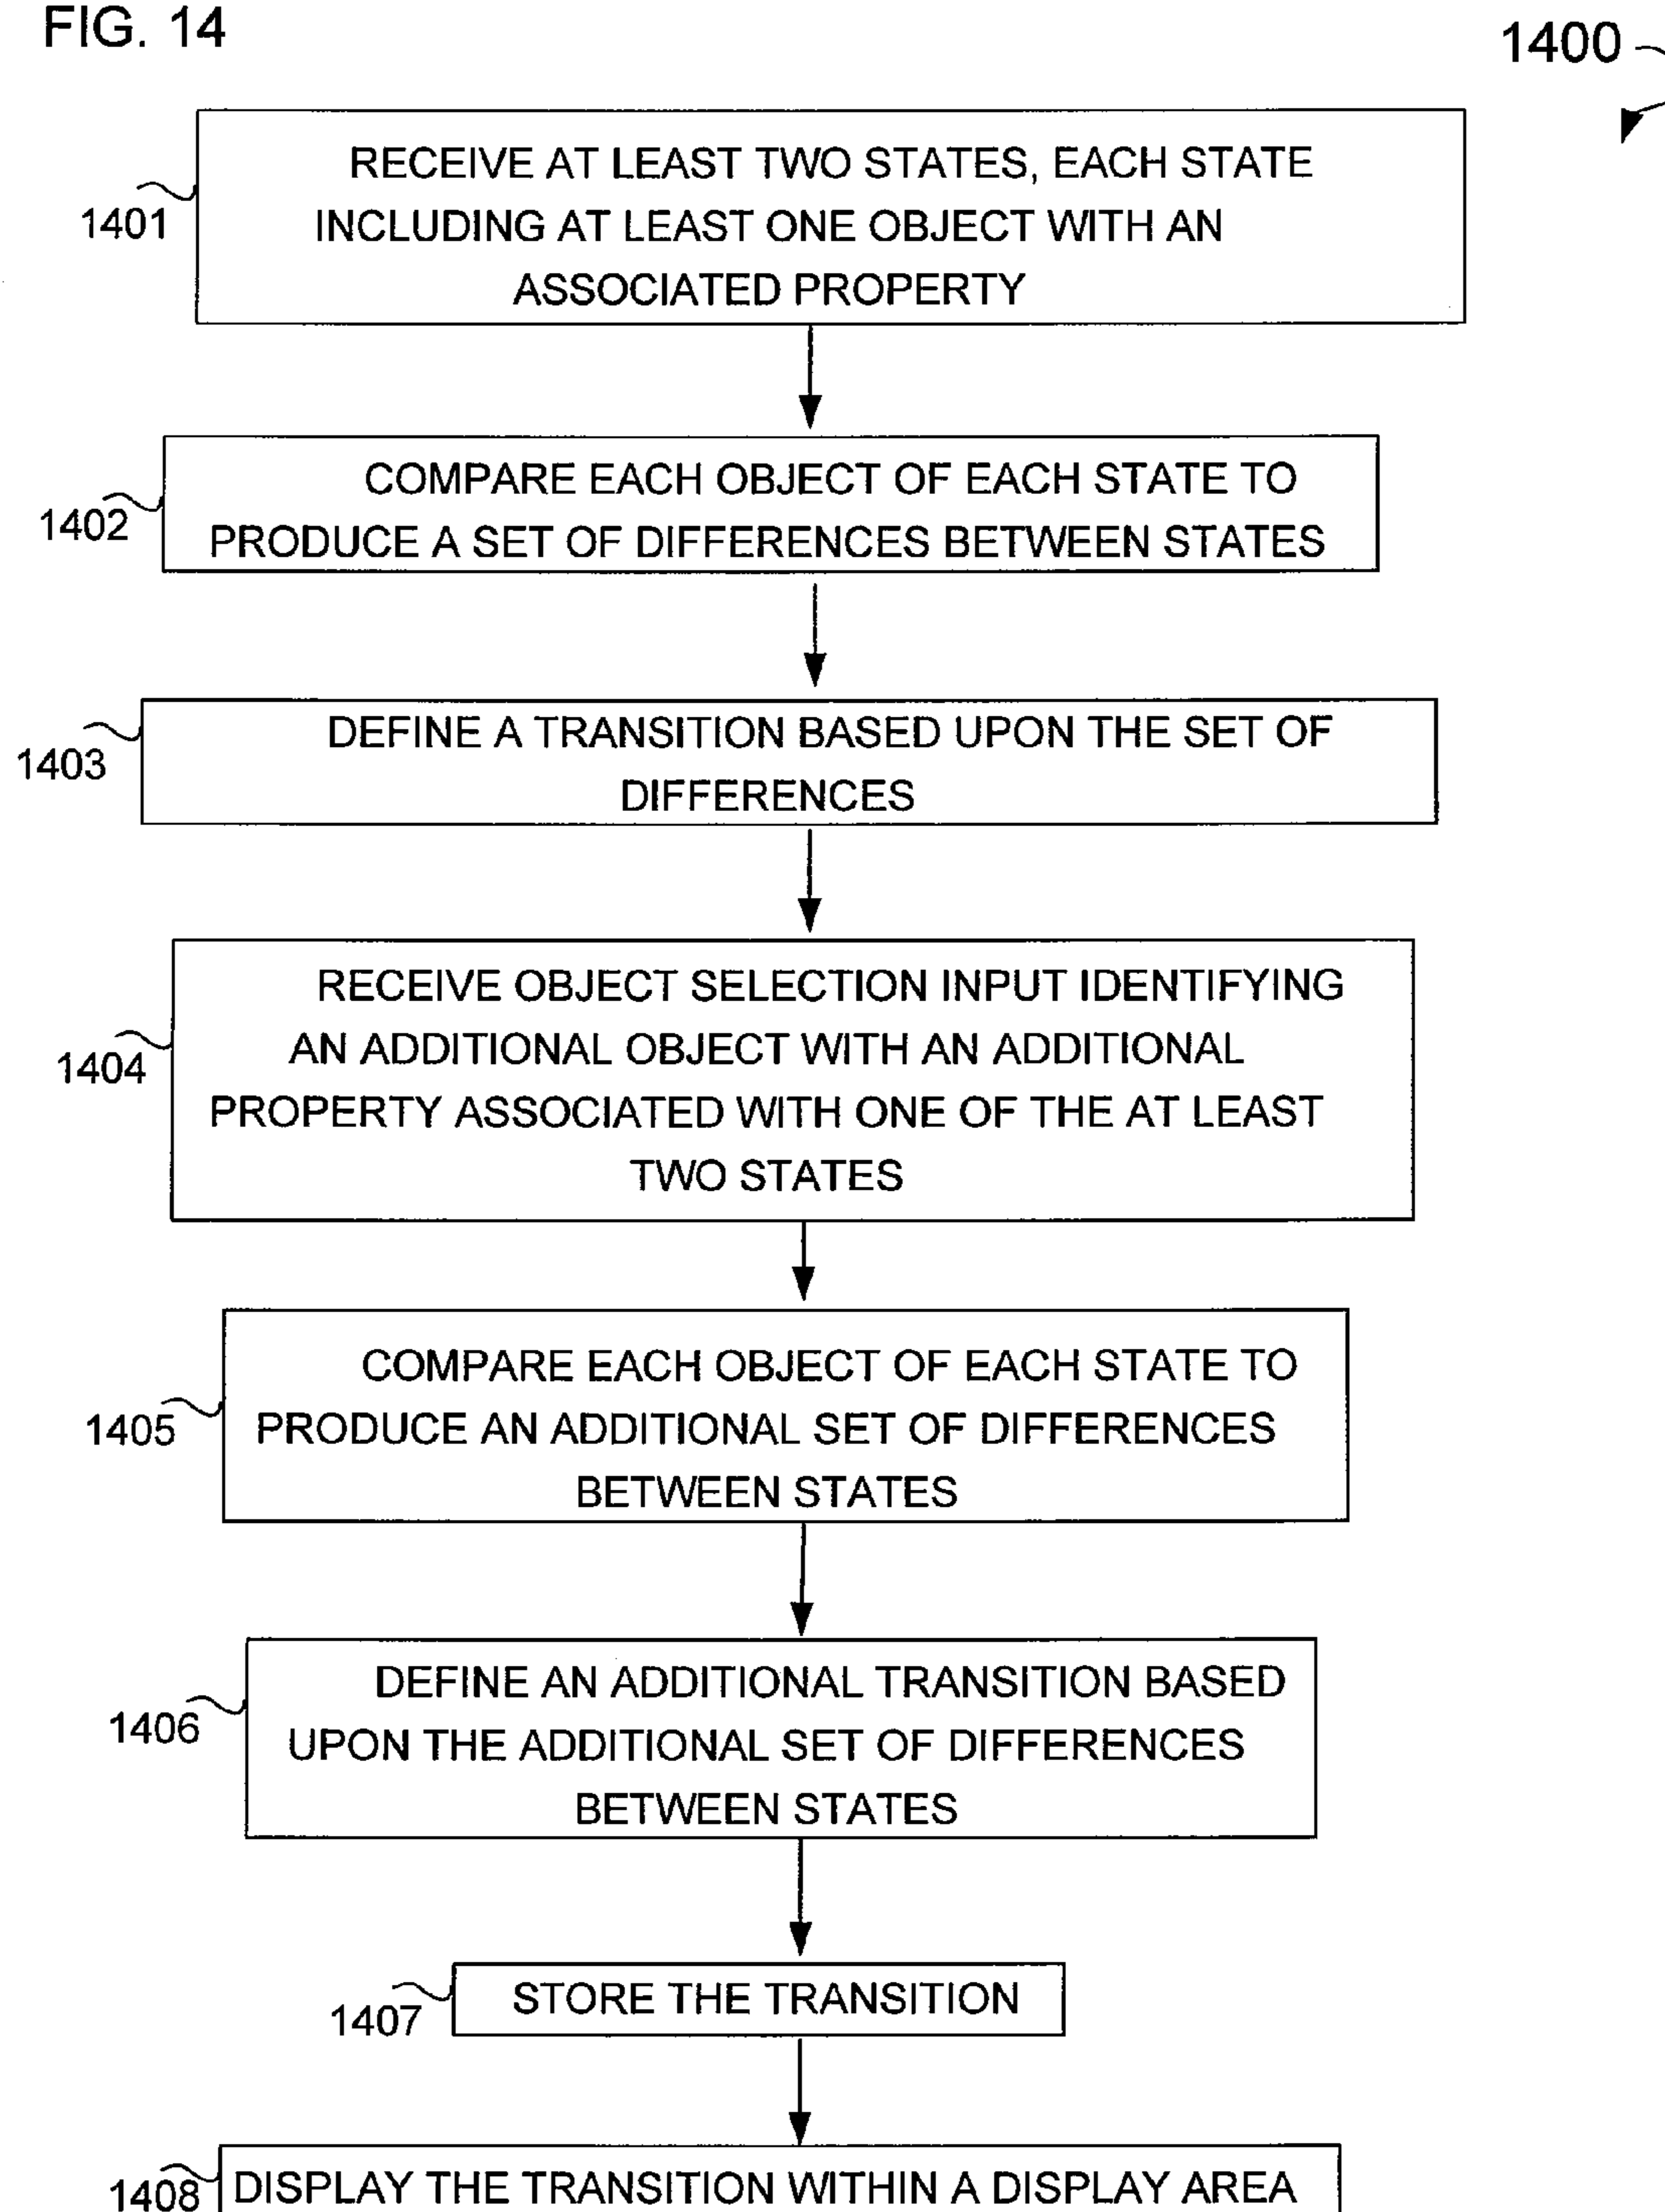 FIG. 14
1400
RECEIVE AT LEAST TWO STATES, EACH STATE
INCLUDING AT LEAST ONE OBJECT WITH AN
ASSOCIATED PROPERTY
1401
COMPARE EACH OBJECT OF EACH STATE TO
PRODUCE A SET OF DIFFERENCES BETWEEN STATES
1402
DEFINE A TRANSITION BASED UPON THE SET OF
DIFFERENCES
1403
RECEIVE OBJECT SELECTION INPUT IDENTIFYING
AN ADDITIONAL OBJECT WITH AN ADDITIONAL
PROPERTY ASSOCIATED WITH ONE OF THE AT LEAST
TWO STATES
1404
COMPARE EACH OBJECT OF EACH STATE TO
PRODUCE AN ADDITIONAL SET OF DIFFERENCES
BETWEEN STATES
1405
DEFINE AN ADDITIONAL TRANSITION BASED
UPON THE ADDITIONAL SET OF DIFFERENCES
BETWEEN STATES
1406
STORE THE TRANSITION
1407
DISPLAY THE TRANSITION WITHIN A DISPLAY AREA
1408